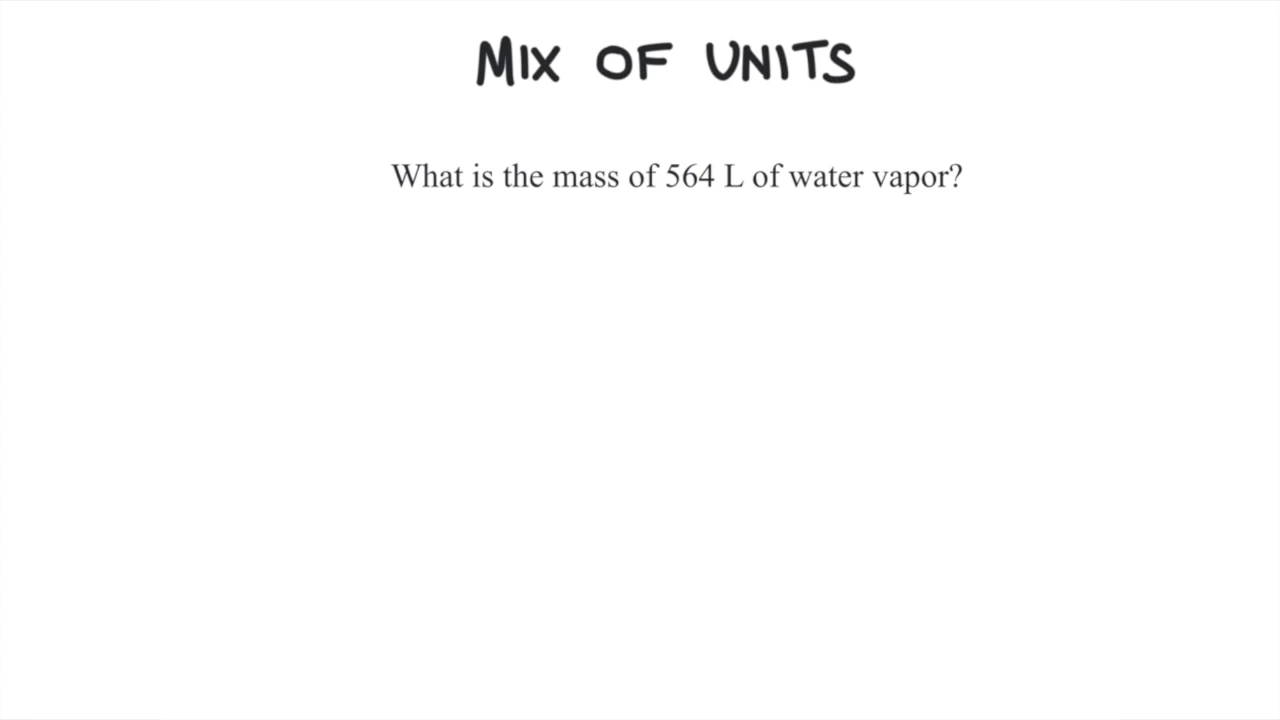 MIX OF UNITS
What is the mass of 564 L of water vapor?